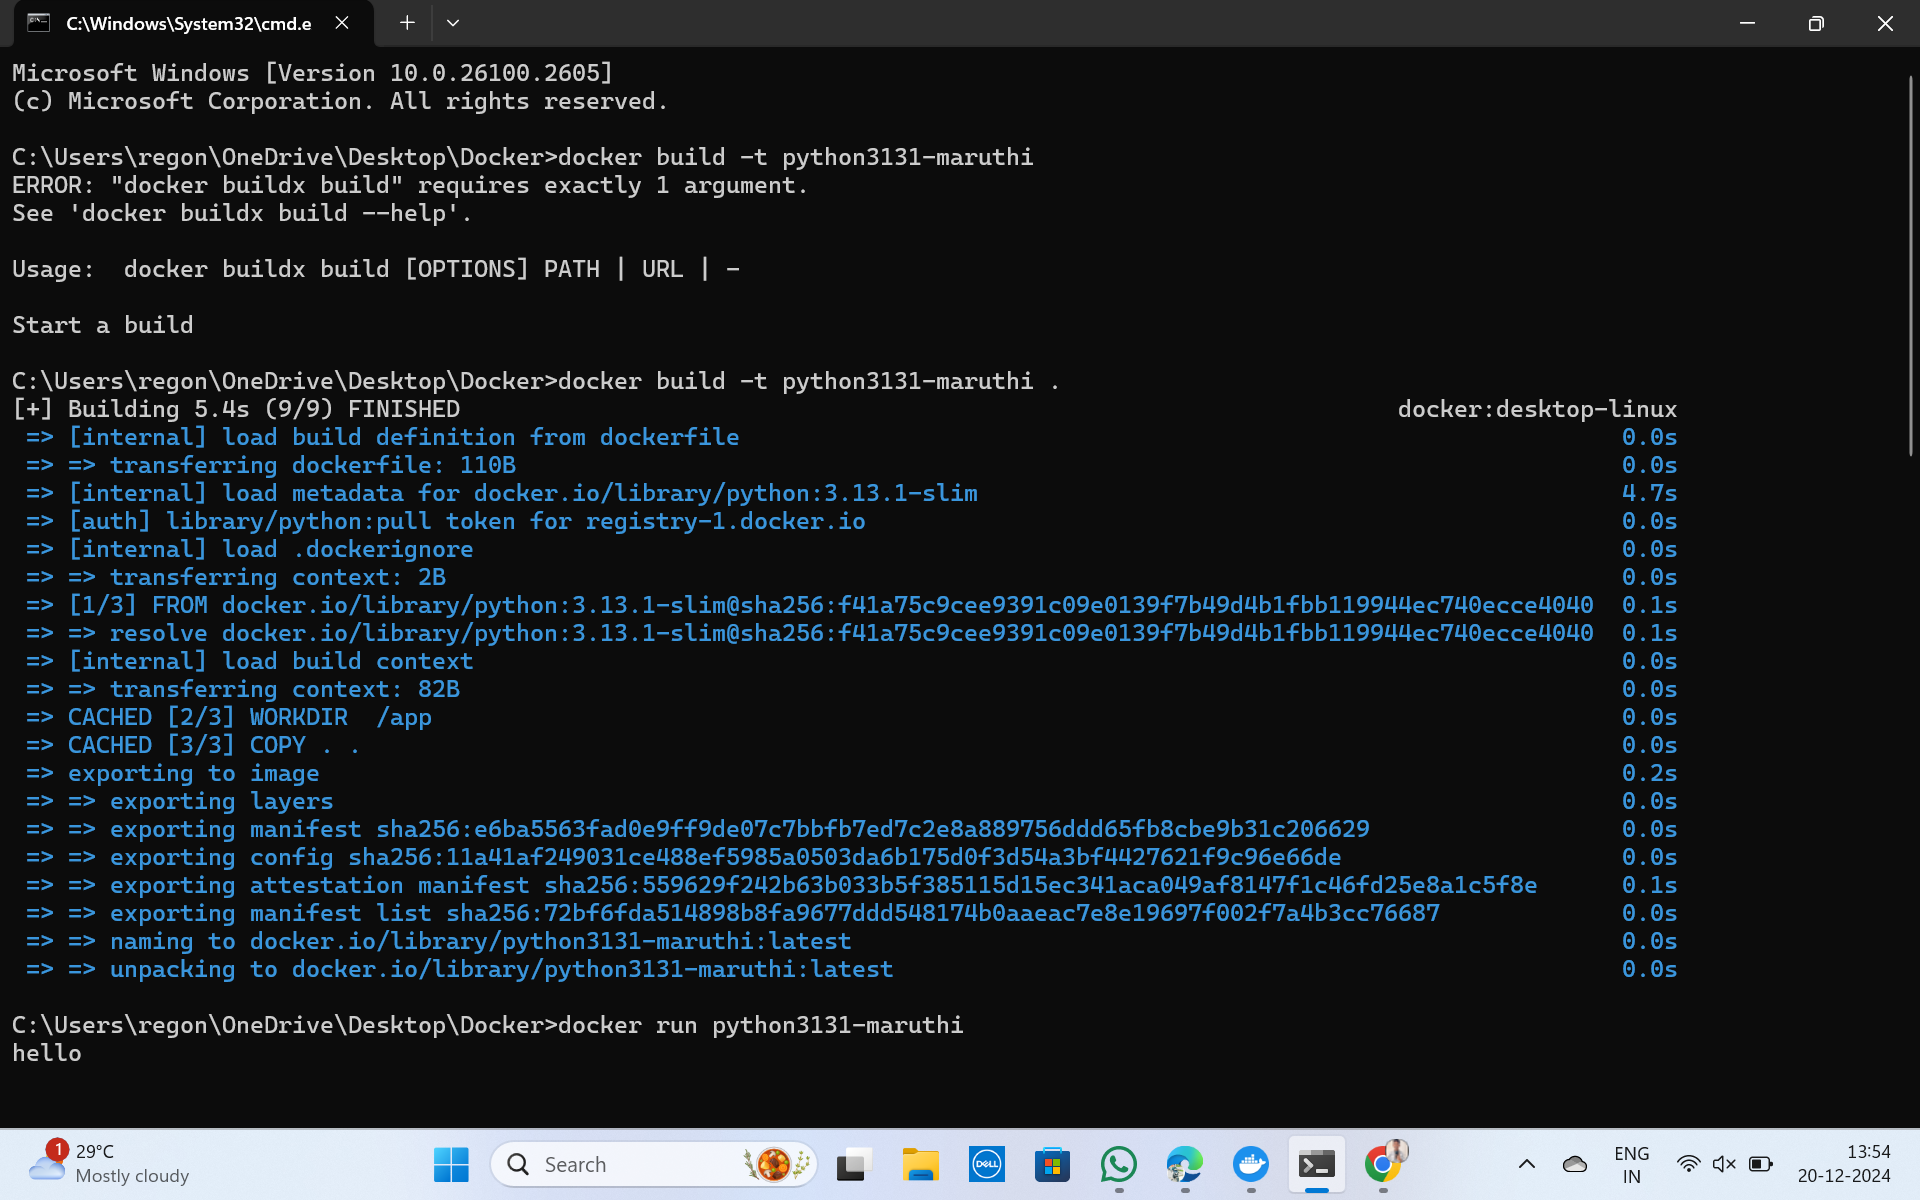 C:\Windows\System32\cmd.e
Microsoft Windows [Version 10.0.26100.2605]
(c) Microsoft Corporation. All rights reserved.
C:\Users\regon\OneDrive\Desktop\Docker>docker build -t python3131-maruthi
ERROR: "docker buildx build" requires exactly 1 argument.
See 'docker buildx build --help'.
Usage:  docker buildx build [OPTIONS] PATH | URL | -
Start a build
C:\Users\regon\OneDrive\Desktop\Docker>docker build -t python3131-maruthi .
[+] Building 5.4s (9/9) FINISHED docker:desktop-linux
=> [internal] load build definition from dockerfile 0.0s
=> => transferring dockerfile: 110B 0.0s
=> [internal] load metadata for docker.io/library/python:3.13.1-slim 4.7s
=> [auth] library/python:pull token for registry-1.docker.io 0.0s
=> [internal] load .dockerignore 0.0s
=> => transferring context: 2B 0.0s
=> [1/3] FROM docker.io/library/python:3.13.1-slim@sha256:f41a75c9cee9391c09e0139f7b49d4b1fbb119944ec740ecce4040 0.1s
=> => resolve docker.io/library/python:3.13.1-slim@sha256:f41a75c9cee9391c09e0139f7b49d4b1fbb119944ec740ecce4040 0.1s
=> [internal] load build context 0.0s
=> => transferring context: 82B 0.0s
=> CACHED [2/3] WORKDIR  /app 0.0s
=> CACHED [3/3] COPY . . 0.0s
=> exporting to image 0.2s
=> => exporting layers 0.0s
=> => exporting manifest sha256:e6ba5563fad0e9ff9de07c7bbfb7ed7c2e8a889756ddd65fb8cbe9b31c206629 0.0s
=> => exporting config sha256:11a41af249031ce488ef5985a0503da6b175d0f3d54a3bf4427621f9c96e66de 0.0s
=> => exporting attestation manifest sha256:559629f242b63b033b5f385115d15ec341aca049af8147f1c46fd25e8a1c5f8e 0.1s
=> => exporting manifest list sha256:72bf6fda514898b8fa9677ddd548174b0aaeac7e8e19697f002f7a4b3cc76687 0.0s
=> => naming to docker.io/library/python3131-maruthi:latest 0.0s
=> => unpacking to docker.io/library/python3131-maruthi:latest 0.0s
C:\Users\regon\OneDrive\Desktop\Docker>docker run python3131-maruthi
hello
1
29°C
Mostly cloudy
Search
DELL
ENG
IN
13:54
20-12-2024